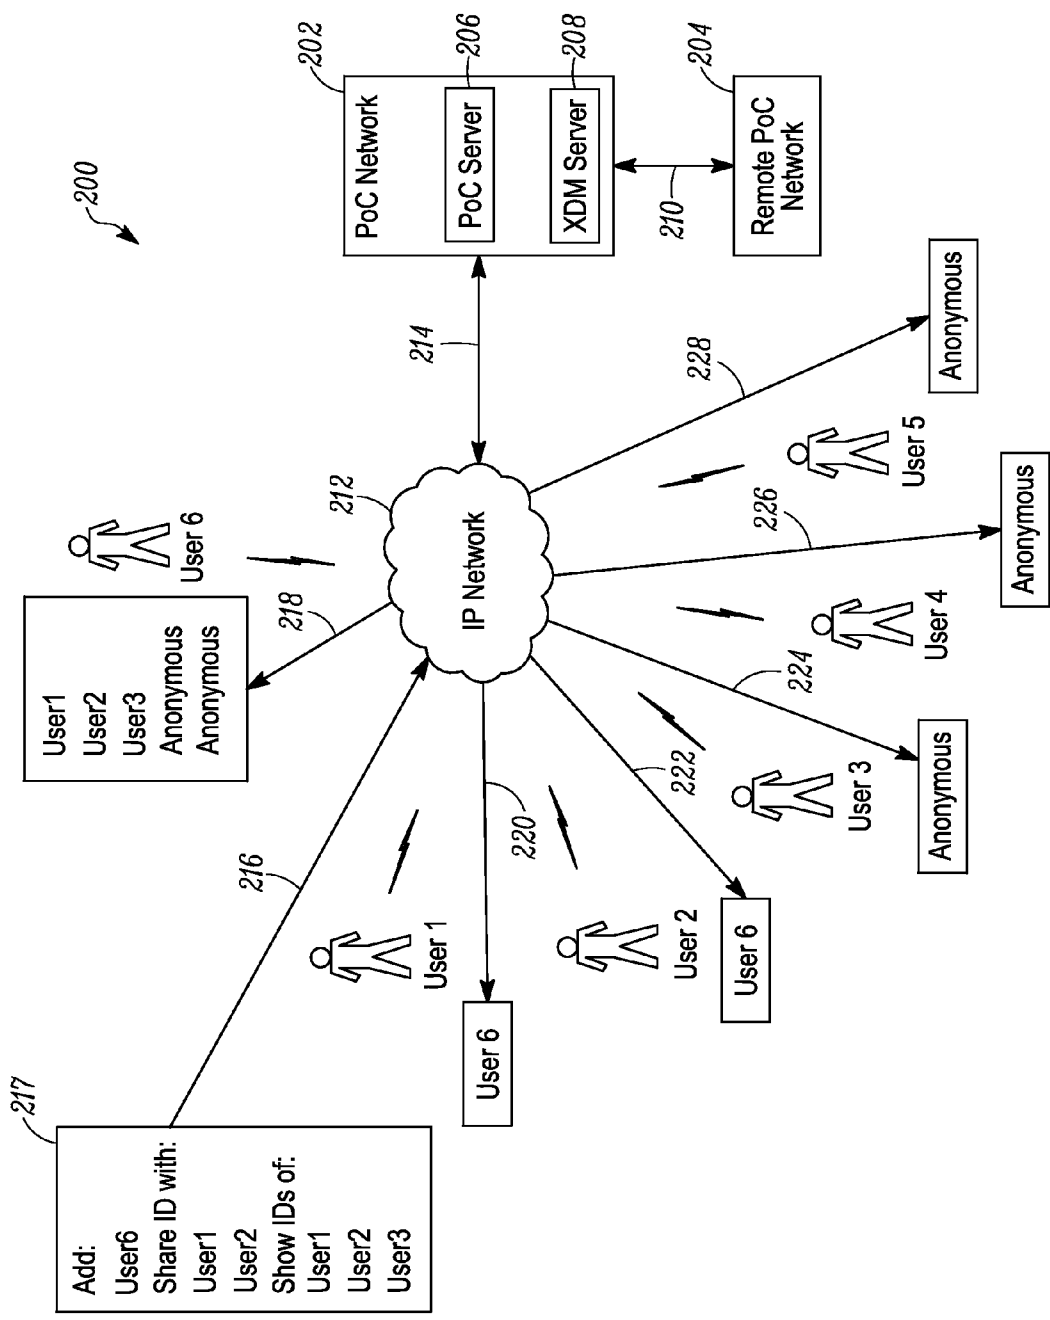 200
217
Add:
User6
Share ID with:
User1
User2
Show IDs of:
User1
User2
User3
216
User1
User2
User3
Anonymous
Anonymous
218
User 6
212
IP Network
214
202
PoC Network
206
PoC Server
208
XDM Server
210
204
Remote PoC
Network
User 1
220
User 6
User 2
222
User 6
User 3
224
Anonymous
User 4
226
Anonymous
User 5
228
Anonymous